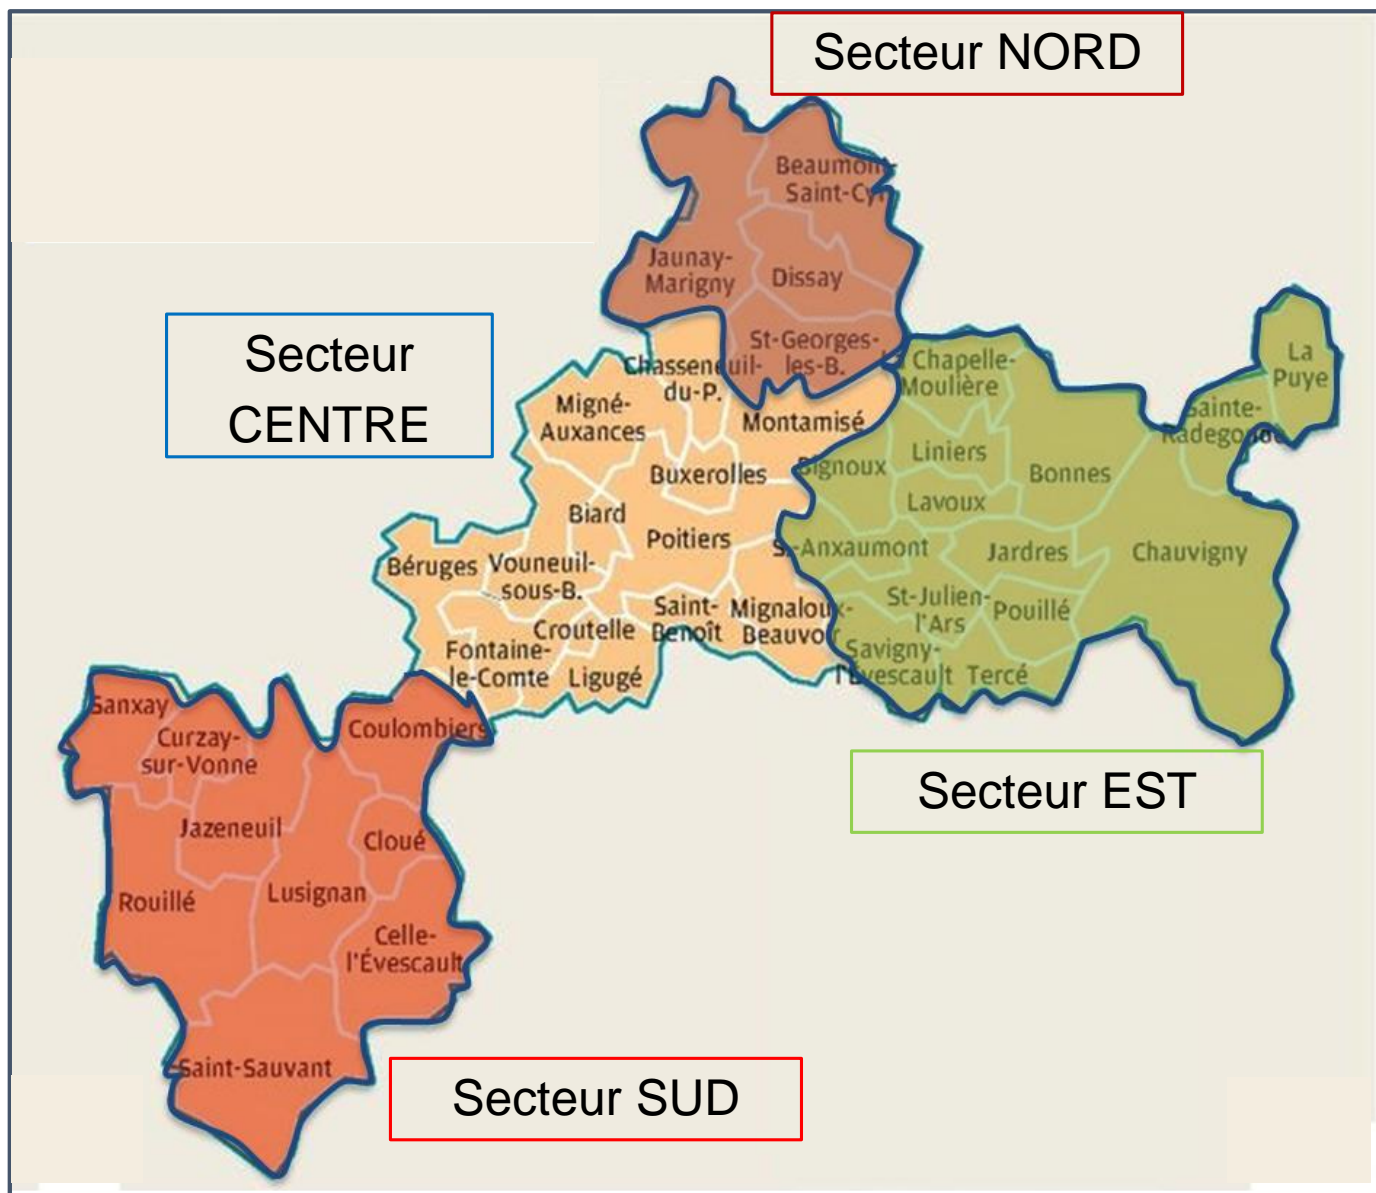 Secteur NORD
Beaumont-
Saint-Cyr
Jaunay-
Marigny
Dissay
St-Georges-
les-B.
Secteur
CENTRE
Chasseneuil-
du-P.
Migné-
Auxances
Montamisé
Buxerolles
Biard
Poitiers
Béruges
Vouneuil-
sous-B.
Saint-
Benoît
Mignaloux-
Beauvoir
Croutelle
Fontaine-
le-Comte
Ligugé
La Chapelle-
Moulière
La
Puye
Sainte-
Radegonde
Bignoux
Liniers
Bonnes
Lavoux
S.-Anxaumont
Jardres
Chauvigny
St-Julien-
l'Ars
Pouillé
Savigny-
l'Évescault
Tercé
Secteur EST
Sanxay
Curzay-
sur-Vonne
Coulombiers
Jazeneuil
Cloué
Rouillé
Lusignan
Celle-
l'Évescault
Saint-Sauvant
Secteur SUD